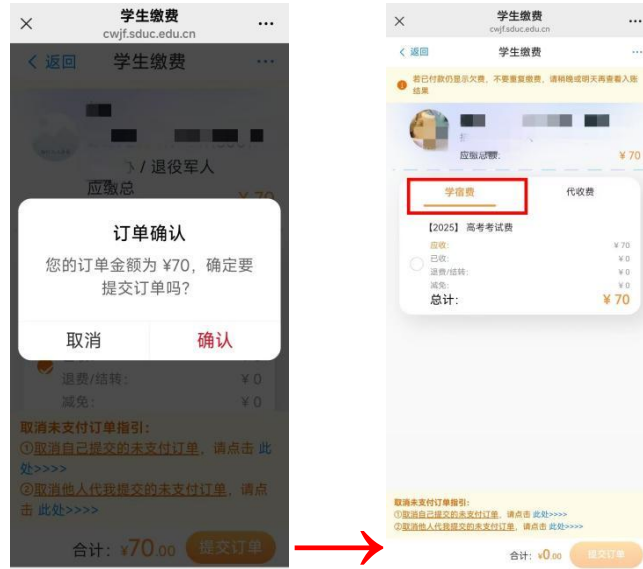 学生缴费
cwjf.sduc.edu.cn
返回 学生缴费
/ 退役军人
应缴总
¥ 70
订单确认
您的订单金额为 ¥70，确定要
提交订单吗？
取消 确认
退费/结转： ¥ 0
减免： ¥ 0
取消未支付订单指引：
①取消自己提交的未支付订单，请点击 此
处>>>>
②取消他人代我提交的未支付订单，请点
击 此处>>>>
合计：¥70.00 提交订单
学生缴费
cwjf.sduc.edu.cn
返回 学生缴费
若已付款仍显示欠费，不要重复缴费，请稍晚或明天再查看入账
结果
应缴总额： ¥ 70
学宿费 代收费
【2025】 高考考试费
应收： ¥ 70
已收： ¥ 0
退费/结转： ¥ 0
减免： ¥ 0
总计： ¥ 70
取消未支付订单指引：
①取消自己提交的未支付订单，请点击 此处>>>>
②取消他人代我提交的未支付订单，请点击 此处>>>>
合计：¥0.00 提交订单